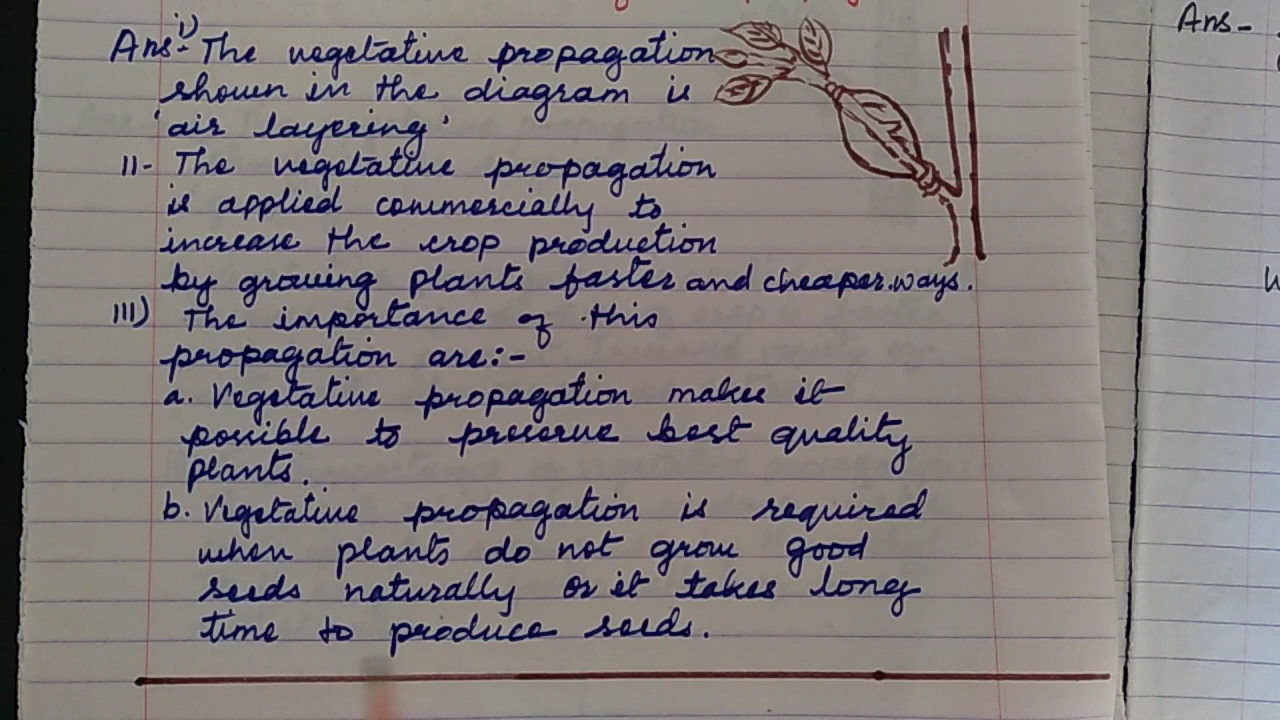 Ans:- i) The vegetative propagation
shown in the diagram is
'air layering'
II- The vegetative propagation
is applied commercially to
increase the crop production
by growing plants faster and cheaper ways.
III) The importance of this
propagation are:-
a. Vegetative propagation makes it
possible to preserve best quality
plants.
b. Vegetative propagation is required
when plants do not grow good
seeds naturally or it takes long
time to produce seeds.
Ans-